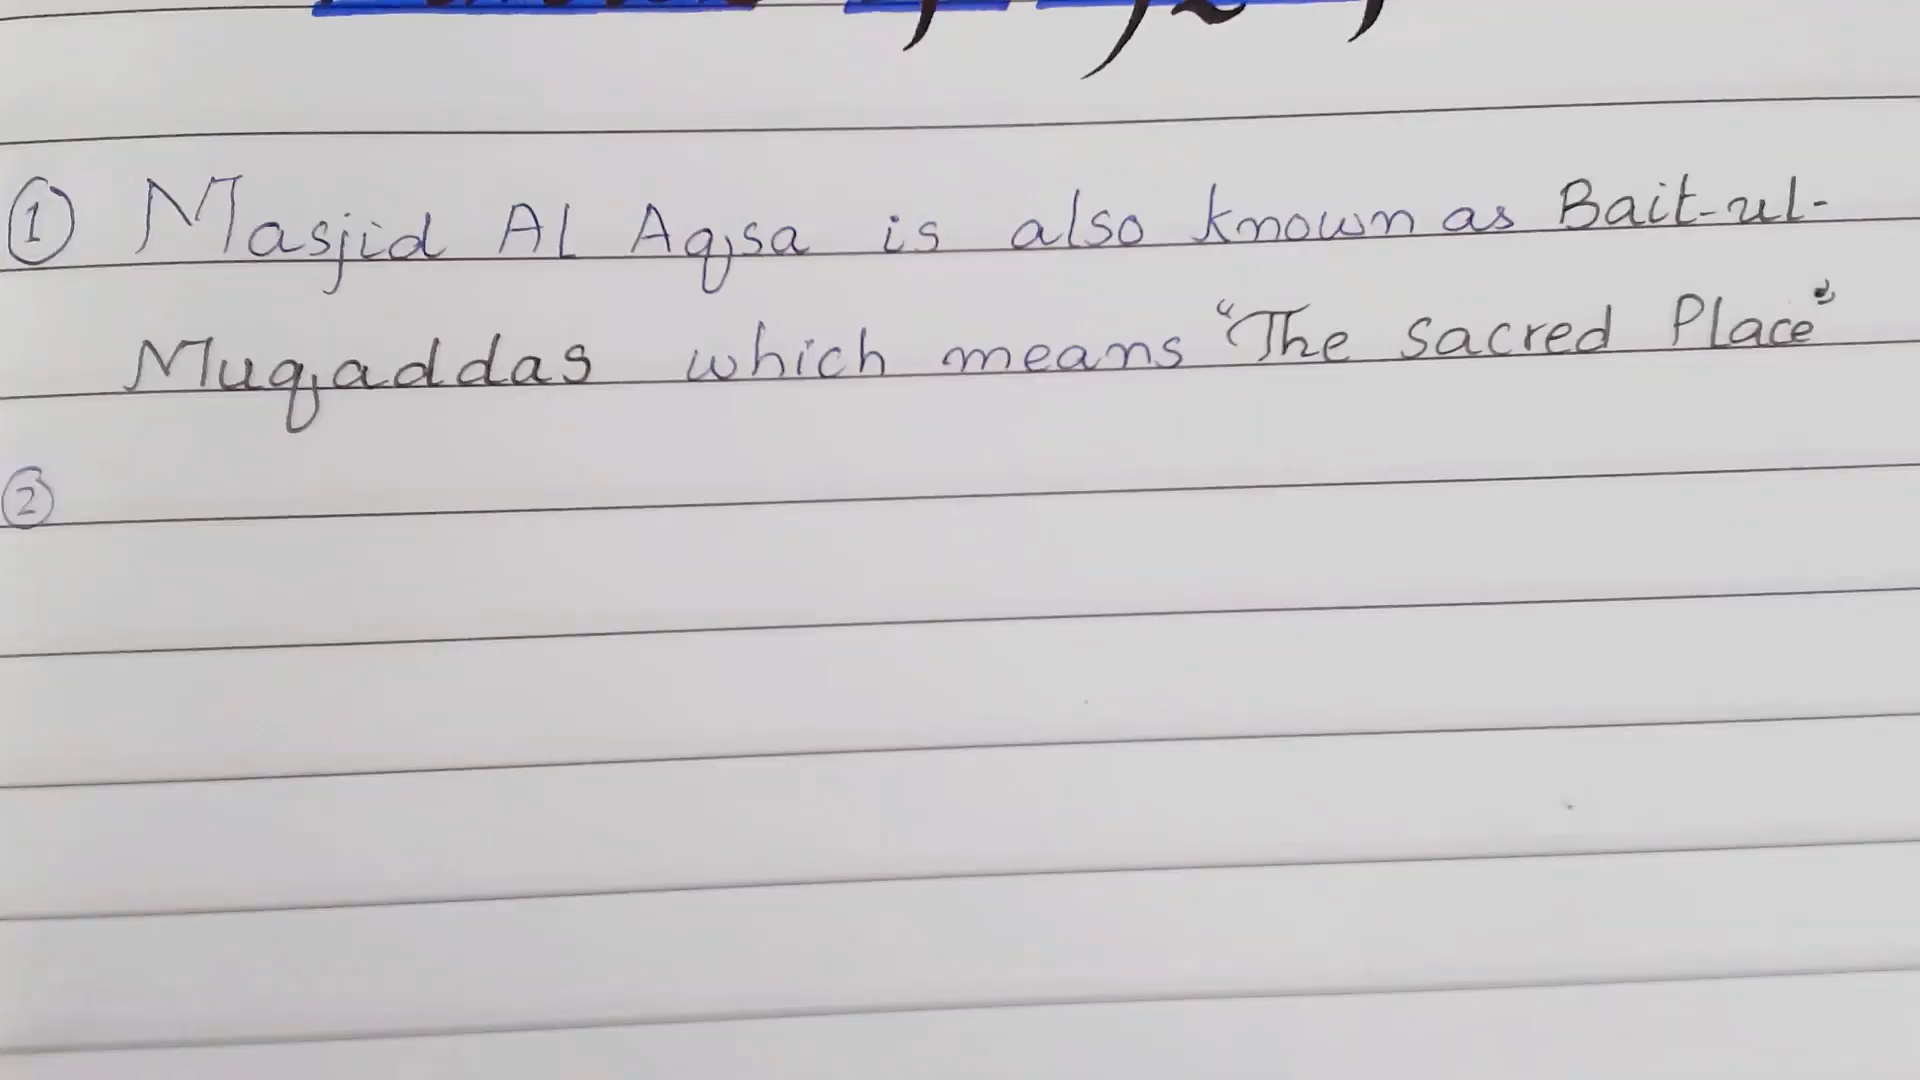 ① Masjid Al Aqsa is also known as Bait-ul-
Muqaddas which means “The Sacred Place”
②